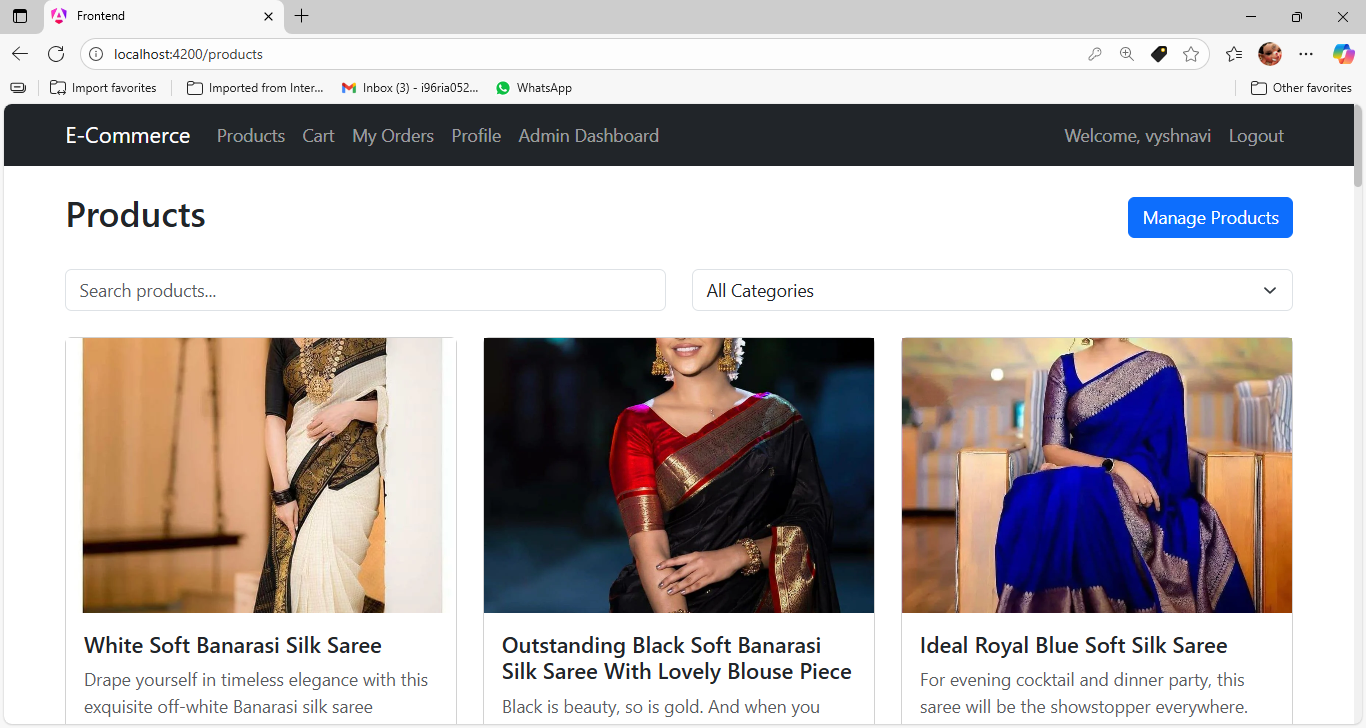 Frontend
localhost:4200/products
Import favorites
Imported from Inter...
Inbox (3) - i96ria052...
WhatsApp
Other favorites
E-Commerce
Products
Cart
My Orders
Profile
Admin Dashboard
Welcome, vyshnavi
Logout
Products
Manage Products
Search products...
All Categories
White Soft Banarasi Silk Saree
Drape yourself in timeless elegance with this
exquisite off-white Banarasi silk saree
Outstanding Black Soft Banarasi
Silk Saree With Lovely Blouse Piece
Black is beauty, so is gold. And when you
Ideal Royal Blue Soft Silk Saree
For evening cocktail and dinner party, this
saree will be the showstopper everywhere.